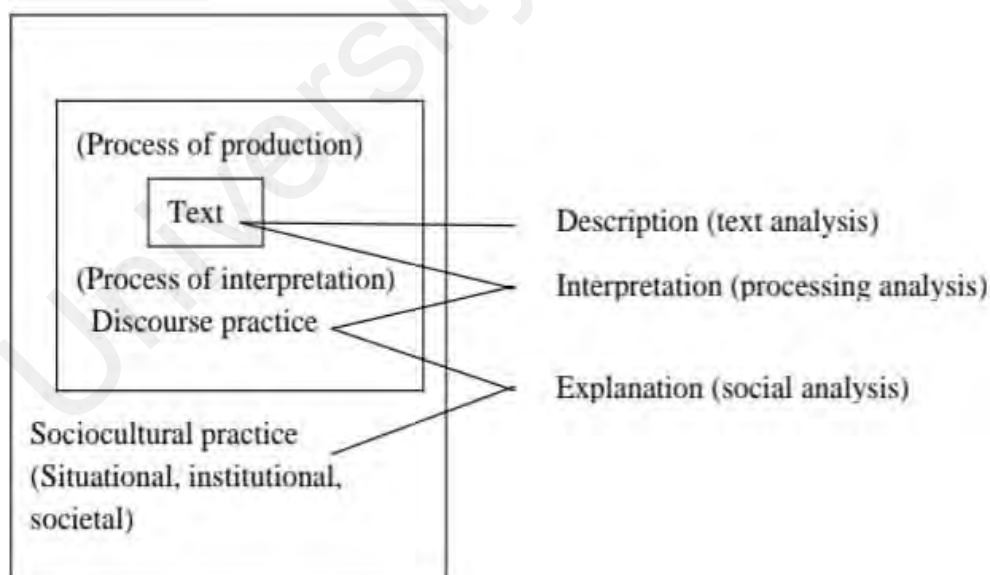 (Process of production)
Text
Description (text analysis)
(Process of interpretation)
Interpretation (processing analysis)
Discourse practice
Explanation (social analysis)
Sociocultural practice
(Situational, institutional,
societal)